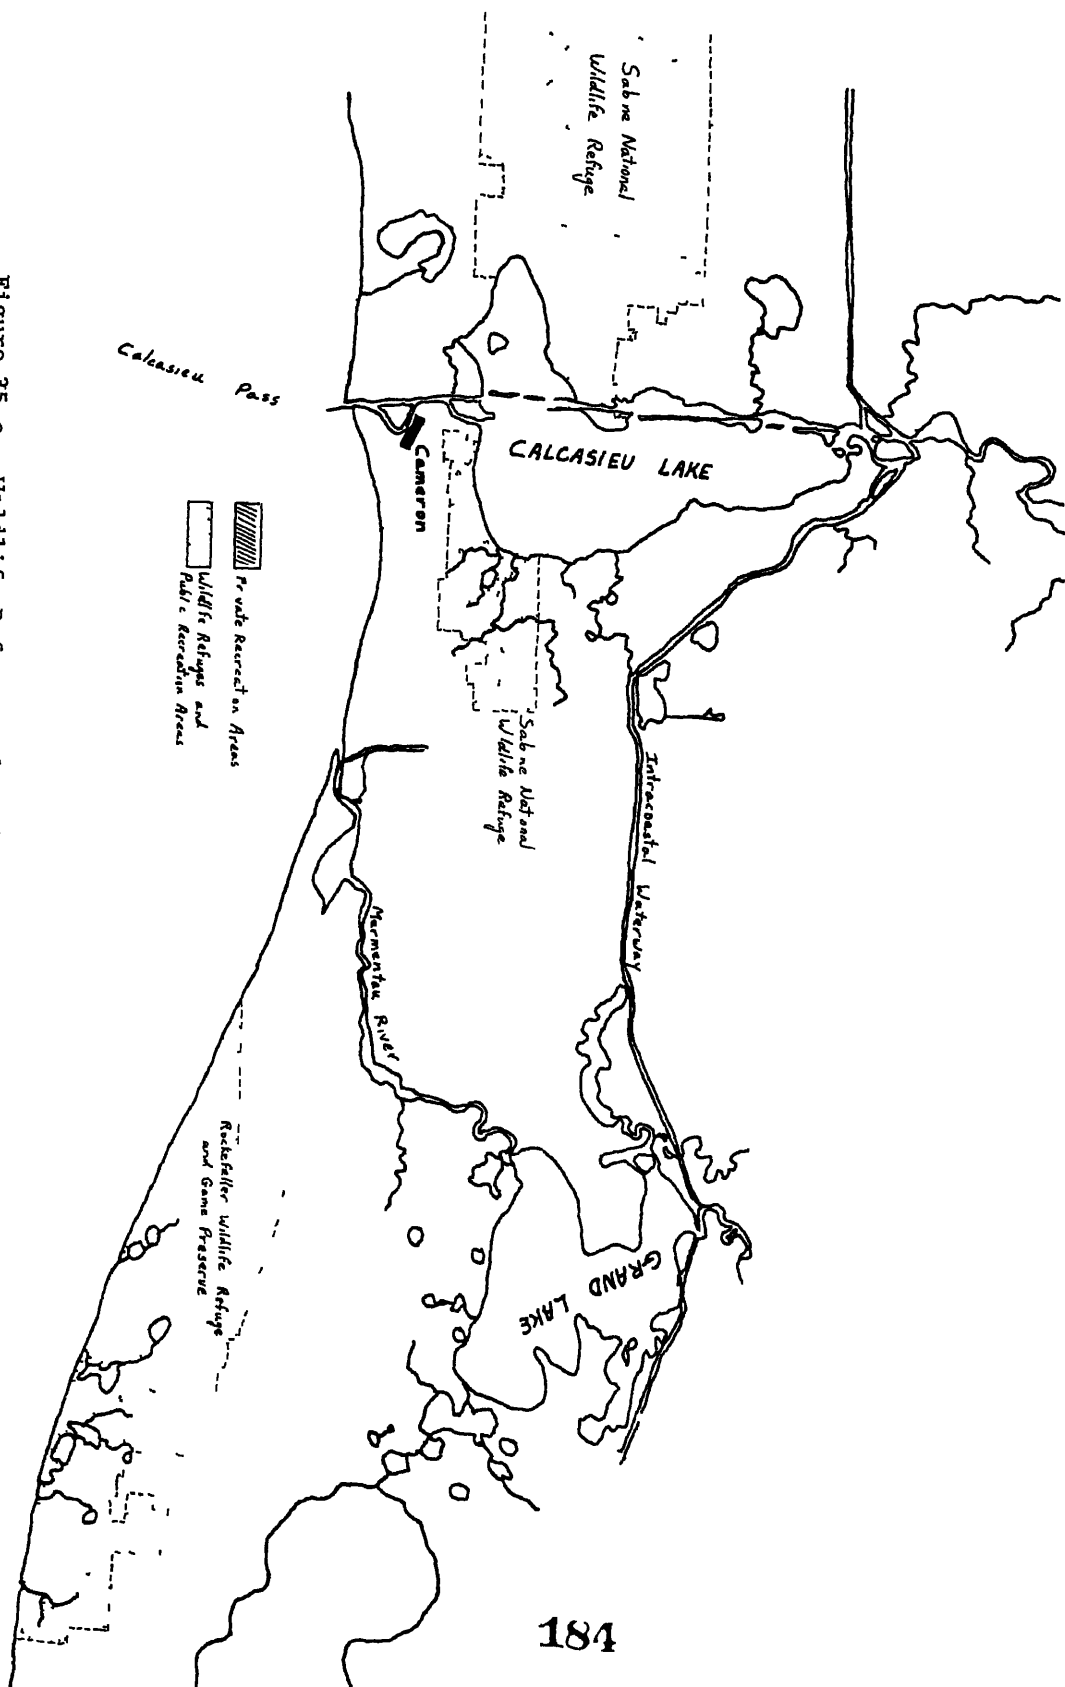 Sabine National
Wildlife Refuge
CALCASIEU LAKE
Calcasieu Pass
Cameron
Private Recreation Areas
Wildlife Refuges and
Public Recreation Areas
Sabine National
Wildlife Refuge
Intracoastal Waterway
Mermentau River
GRAND LAKE
Rockefeller Wildlife Refuge
and Game Preserve
184